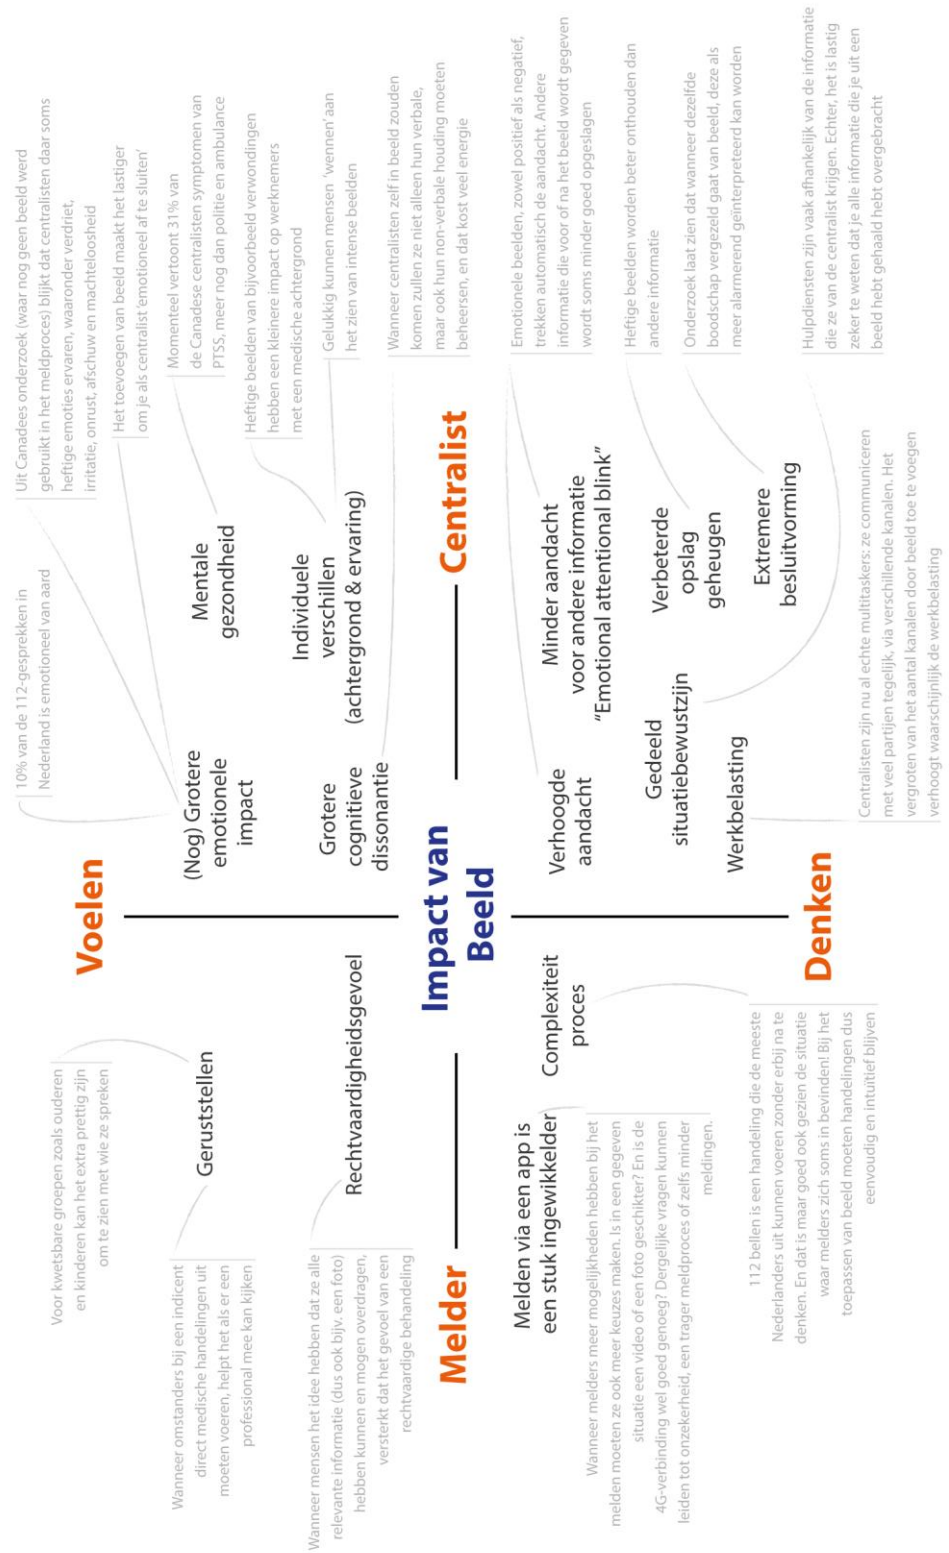 Voelen
Melder
Impact van
Beeld
Centralist
Denken
Voor kwetsbare groepen zoals ouderen
en kinderen kan het extra prettig zijn
om te zien met wie ze spreken
Geruststellen
Wanneer omstanders bij een indicent
direct medische handelingen uit
moeten voeren, helpt het als er een
professional mee kan kijken
Rechtvaardigheidsgevoel
Wanneer mensen het idee hebben dat ze alle
relevante informatie (dus ook bijv. een foto)
hebben kunnen en mogen overdragen,
versterkt dat het gevoel van een
rechtvaardige behandeling
10% van de 112-gesprekken in
Nederland is emotioneel van aard
(Nog) Grotere
emotionele
impact
Uit Canadees onderzoek (waar nog geen beeld werd
gebruikt in het meldproces) blijkt dat centralisten daar soms
heftige emoties ervaren, waaronder verdriet,
irritatie, onrust, afschuw en machteloosheid
Het toevoegen van beeld maakt het lastiger
om je als centralist ‘emotioneel af te sluiten’
Mentale
gezondheid
Momenteel vertoont 31% van
de Canadese centralisten symptomen van
PTSS, meer nog dan politie en ambulance
Individuele
verschillen
(achtergrond & ervaring)
Heftige beelden van bijvoorbeeld verwondingen
hebben een kleinere impact op werknemers
met een medische achtergrond
Gelukkig kunnen mensen ‘wennen’ aan
het zien van intense beelden
Grotere
cognitieve
dissonantie
Wanneer centralisten zelf in beeld zouden
komen zullen ze niet alleen hun verbale,
maar ook hun non-verbale houding moeten
beheersen, en dat kost veel energie
Melden via een app is
een stuk ingewikkelder
Wanneer melders meer mogelijkheden hebben bij het
melden moeten ze ook meer keuzes maken. Is in een gegeven
situatie een video of een foto geschikter? En is de
4G-verbinding wel goed genoeg? Dergelijke vragen kunnen
leiden tot onzekerheid, een trager meldproces of zelfs minder
meldingen.
Complexiteit
proces
112 bellen is een handeling die de meeste
Nederlanders uit kunnen voeren zonder erbij na te
denken. En dat is maar goed ook gezien de situatie
waar melders zich soms in bevinden! Bij het
toepassen van beeld moeten handelingen dus
eenvoudig en intuïtief blijven
Verhoogde
aandacht
Minder aandacht
voor andere informatie
“Emotional attentional blink”
Emotionele beelden, zowel positief als negatief,
trekken automatisch de aandacht. Andere
informatie die voor of na het beeld wordt gegeven
wordt soms minder goed opgeslagen
Verbeterde
opslag
geheugen
Heftige beelden worden beter onthouden dan
andere informatie
Extremere
besluitvorming
Onderzoek laat zien dat wanneer dezelfde
boodschap vergezeld gaat van beeld, deze als
meer alarmerend geïnterpreteerd kan worden
Gedeeld
situatiebewustzijn
Hulpdiensten zijn vaak afhankelijk van de informatie
die ze van de centralist krijgen. Echter, het is lastig
zeker te weten dat je alle informatie die je uit een
beeld hebt gehaald hebt overgebracht
Werkbelasting
Centralisten zijn nu al echte multitaskers: ze communiceren
met veel partijen tegelijk, via verschillende kanalen. Het
vergroten van het aantal kanalen door beeld toe te voegen
verhoogt waarschijnlijk de werkbelasting